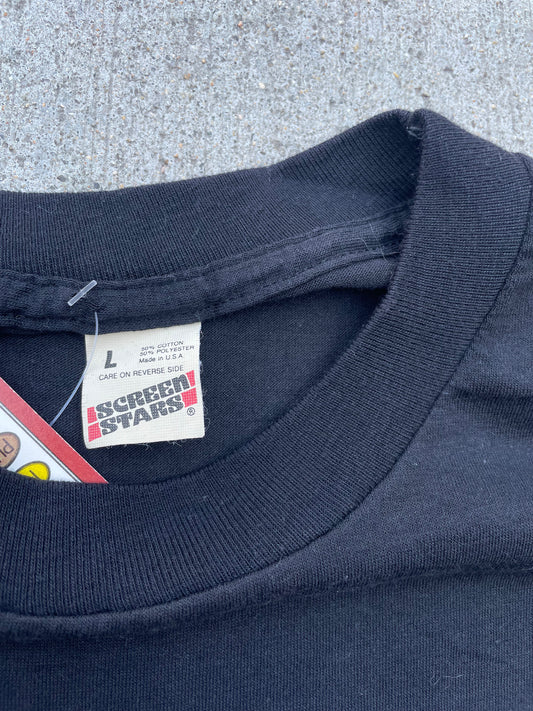 L
50% COTTON
50% POLYESTER
Made in U.S.A.
CARE ON REVERSE SIDE
SCREEN
STARS®